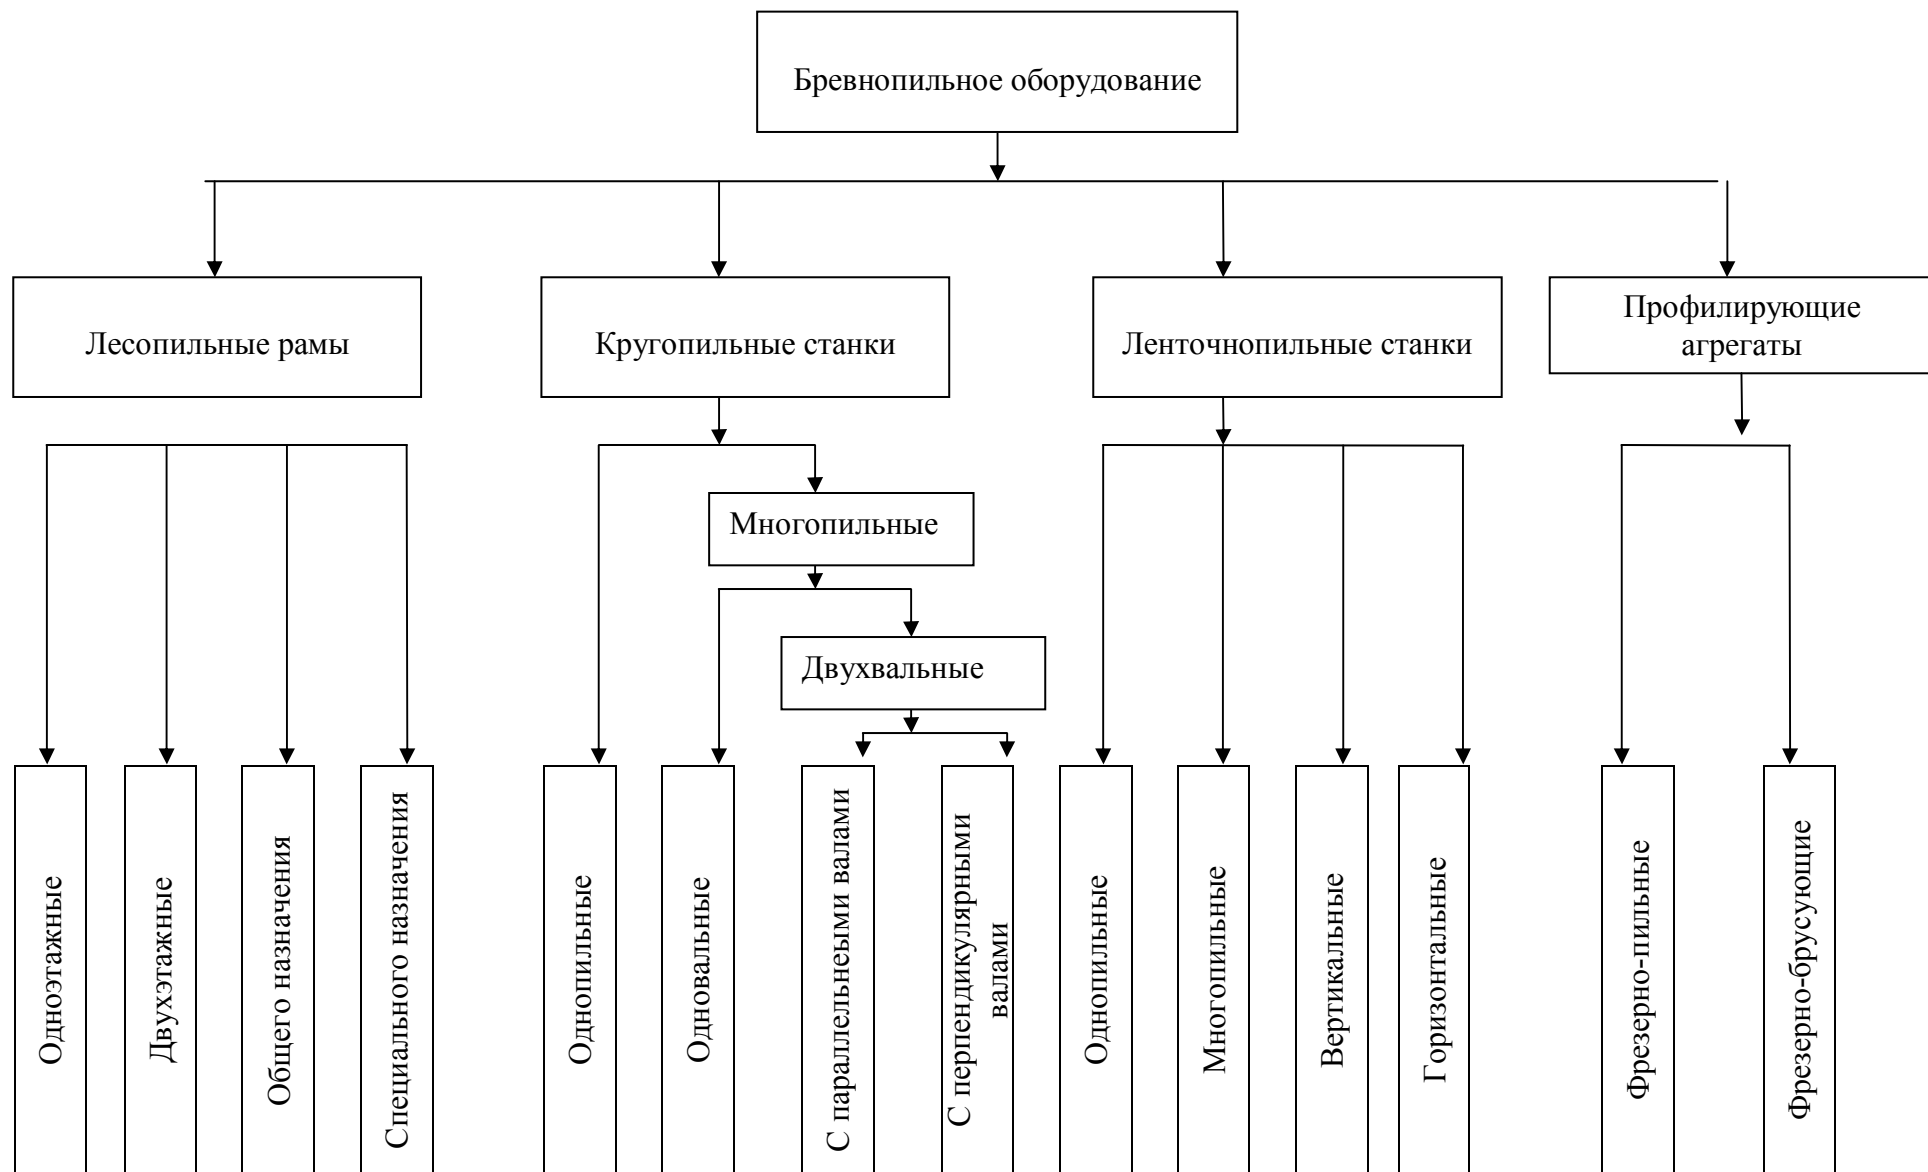 Бревнопильное оборудование
Лесопильные рамы
Кругопильные станки
Ленточнопильные станки
Профилирующие
агрегаты
Многопильные
Двухвальные
Одноэтажные
Двухэтажные
Общего назначения
Специального назначения
Однопильные
Одновальные
С параллельнеыми валами
С перпендикулярными
валами
Однопильные
Многопильные
Вертикальные
Горизонтальные
Фрезерно-пильные
Фрезерно-брусующие